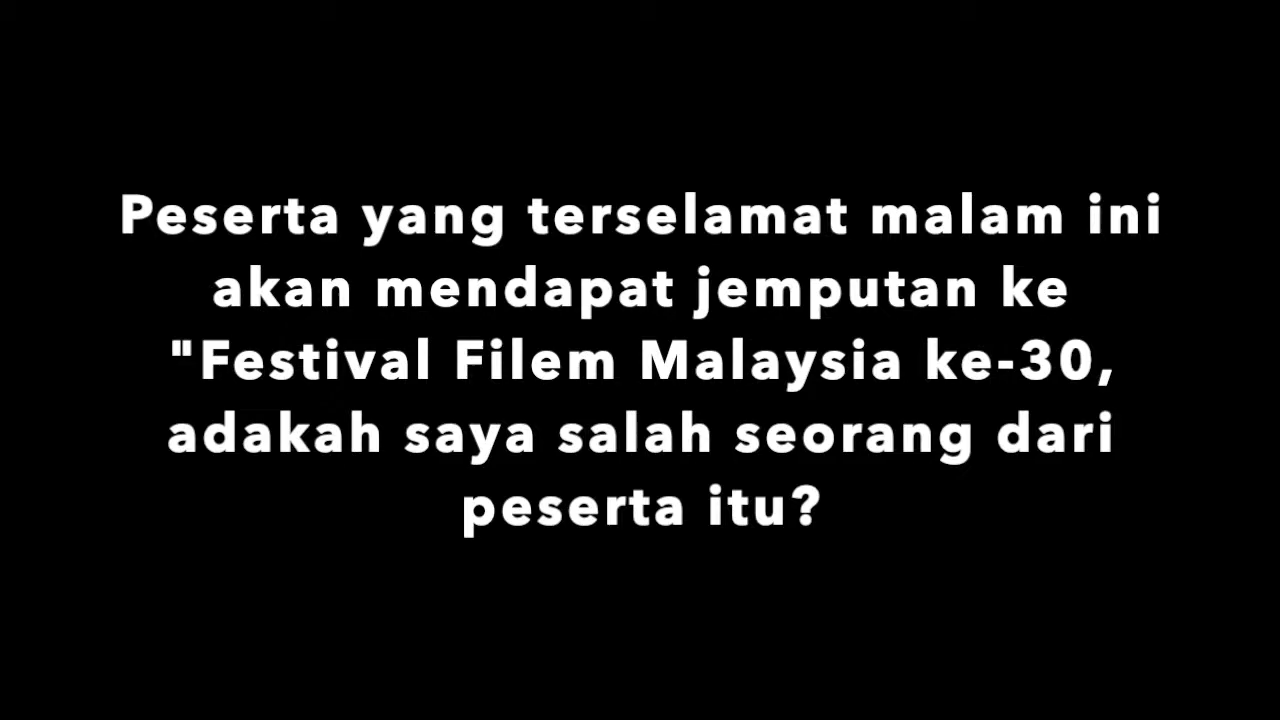 Peserta yang terselamat malam ini
akan mendapat jemputan ke
"Festival Filem Malaysia ke-30,
adakah saya salah seorang dari
peserta itu?